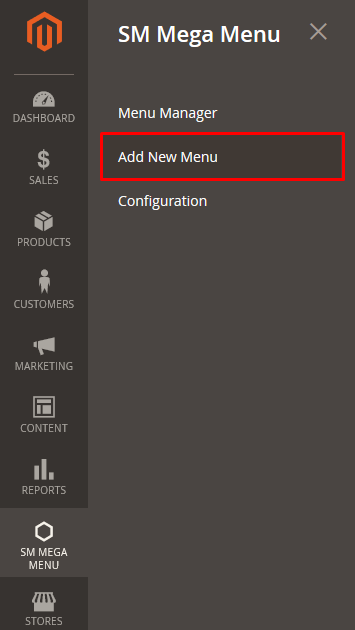 SM Mega Menu
Menu Manager
Add New Menu
Configuration
DASHBOARD
$
SALES
PRODUCTS
CUSTOMERS
MARKETING
CONTENT
REPORTS
SM MEGA
MENU
STORES